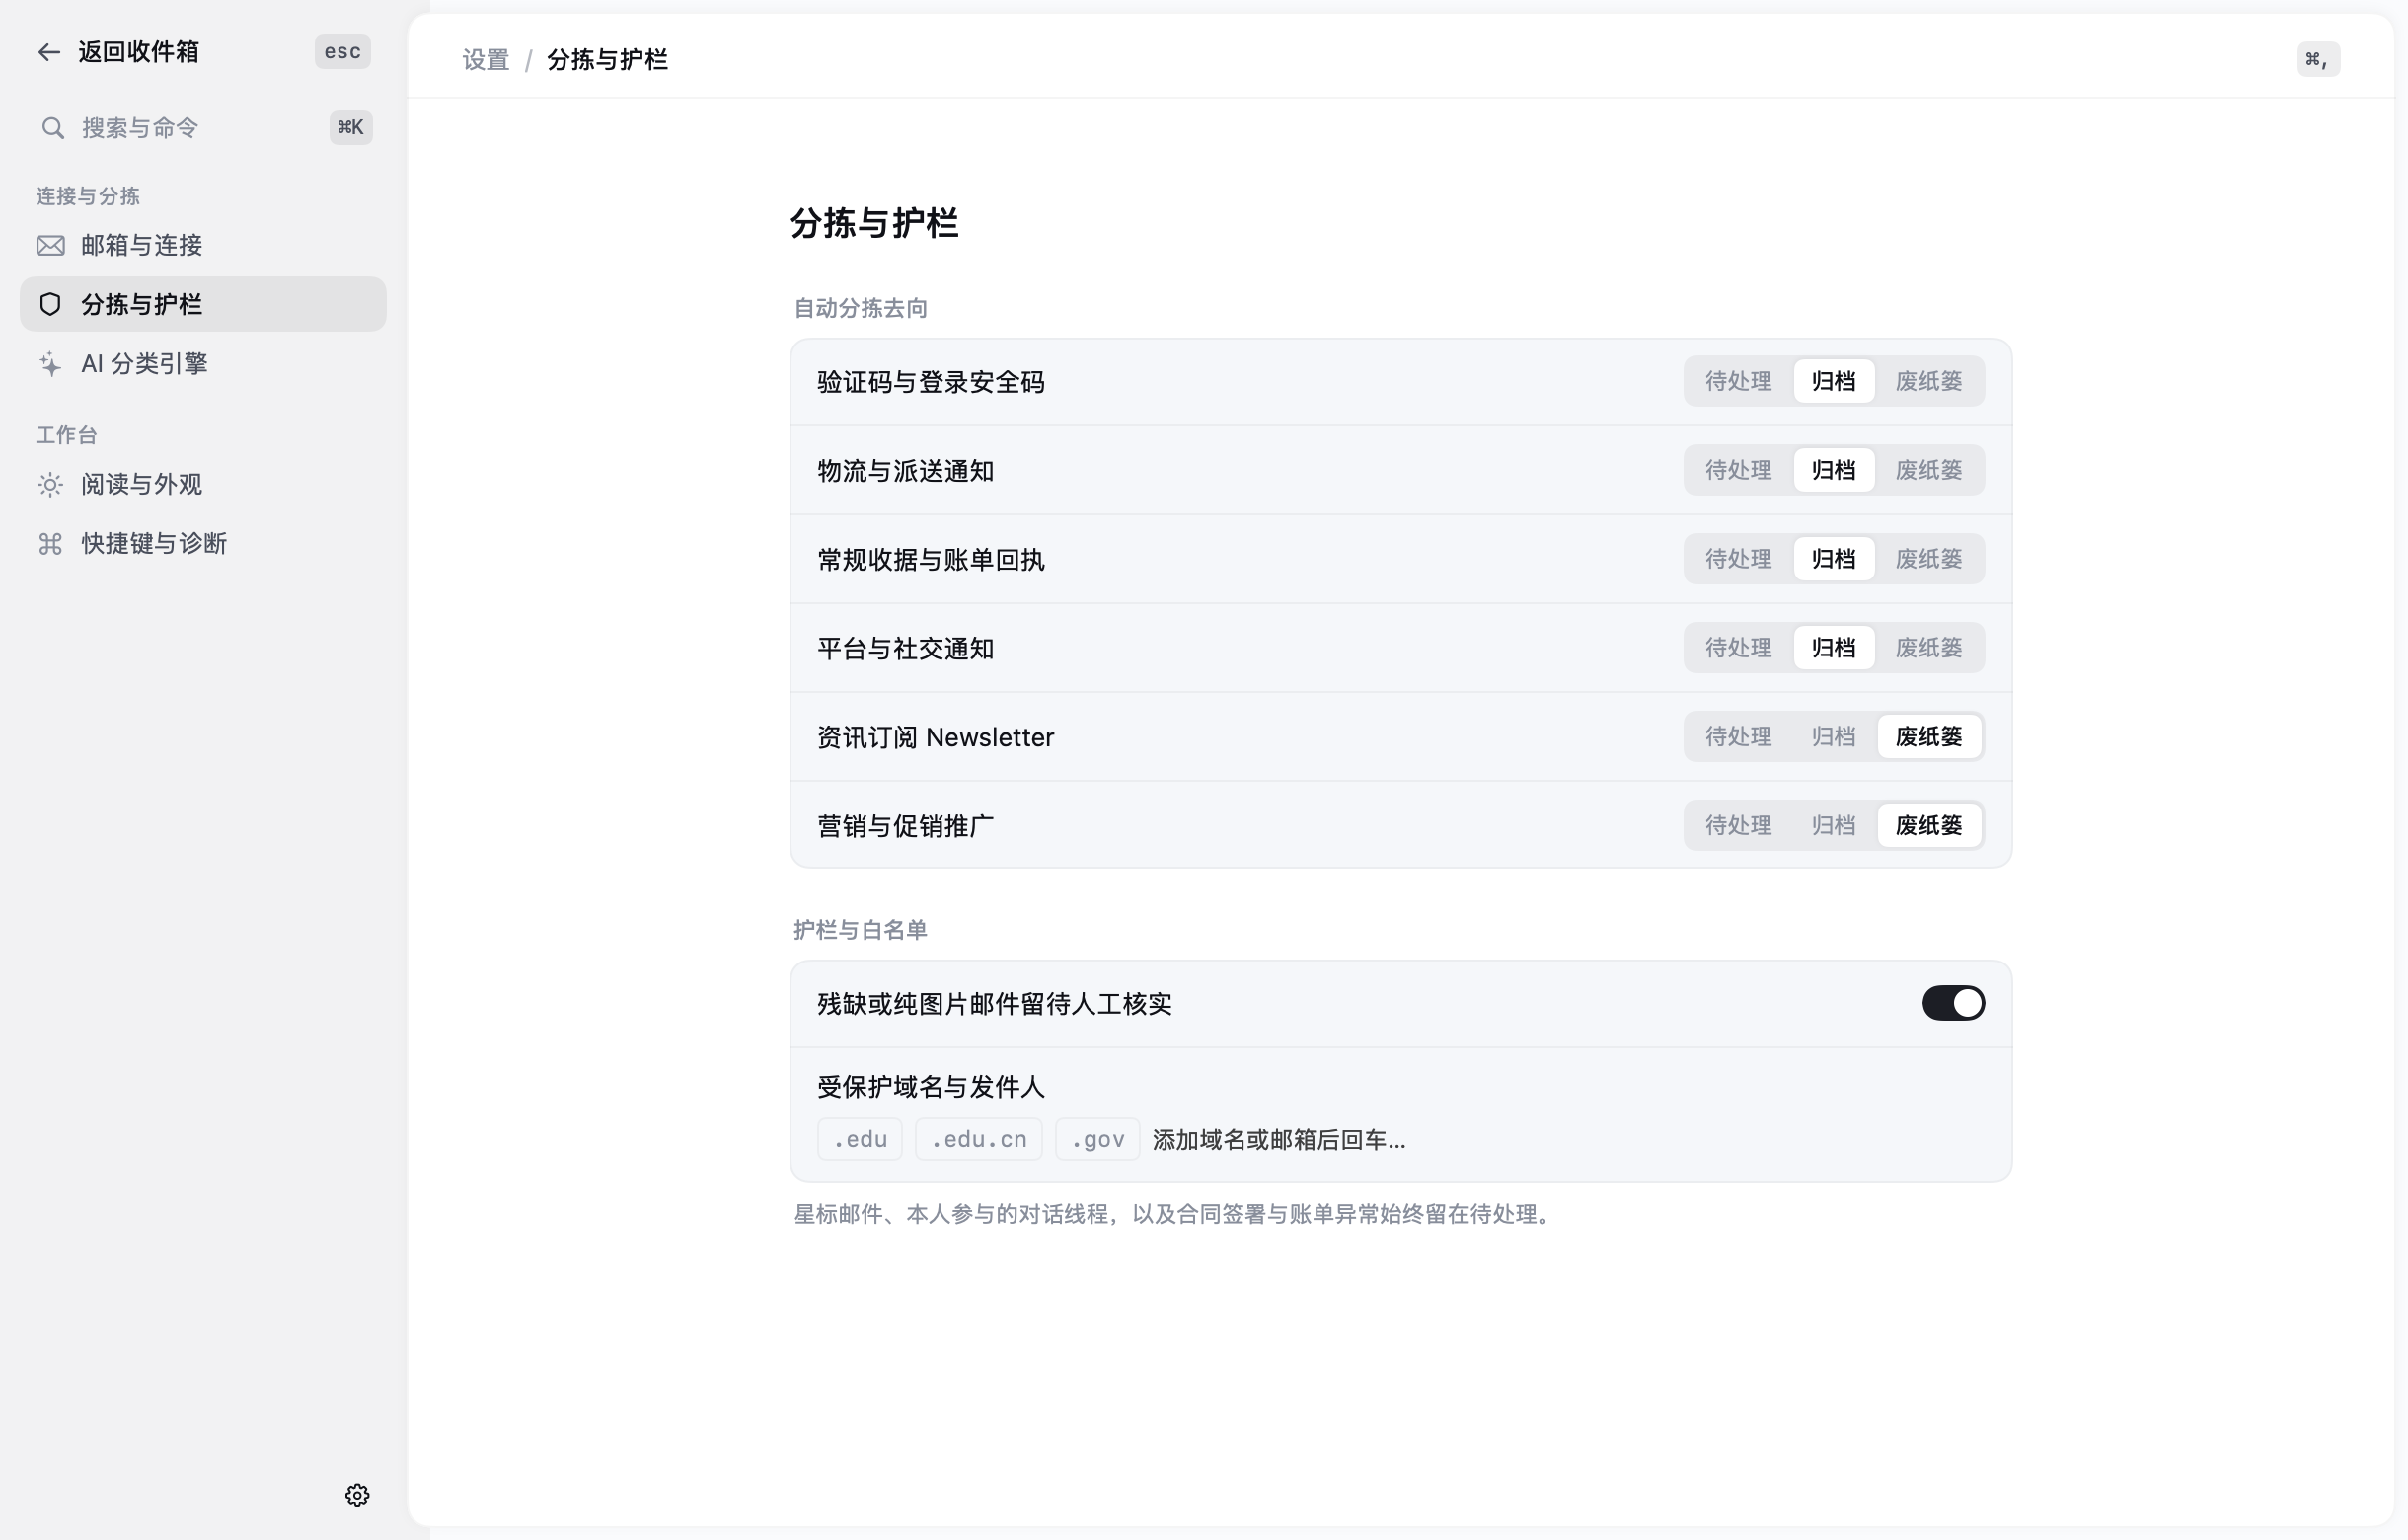 返回收件箱 esc
搜索与命令 ⌘K
连接与分拣
邮箱与连接
分拣与护栏
AI 分类引擎
工作台
阅读与外观
快捷键与诊断
设置 / 分拣与护栏 ⌘,
分拣与护栏
自动分拣去向
验证码与登录安全码 待处理 归档 废纸篓
物流与派送通知 待处理 归档 废纸篓
常规收据与账单回执 待处理 归档 废纸篓
平台与社交通知 待处理 归档 废纸篓
资讯订阅 Newsletter 待处理 归档 废纸篓
营销与促销推广 待处理 归档 废纸篓
护栏与白名单
残缺或纯图片邮件留待人工核实
受保护域名与发件人
.edu .edu.cn .gov 添加域名或邮箱后回车...
星标邮件、本人参与的对话线程，以及合同签署与账单异常始终留在待处理。